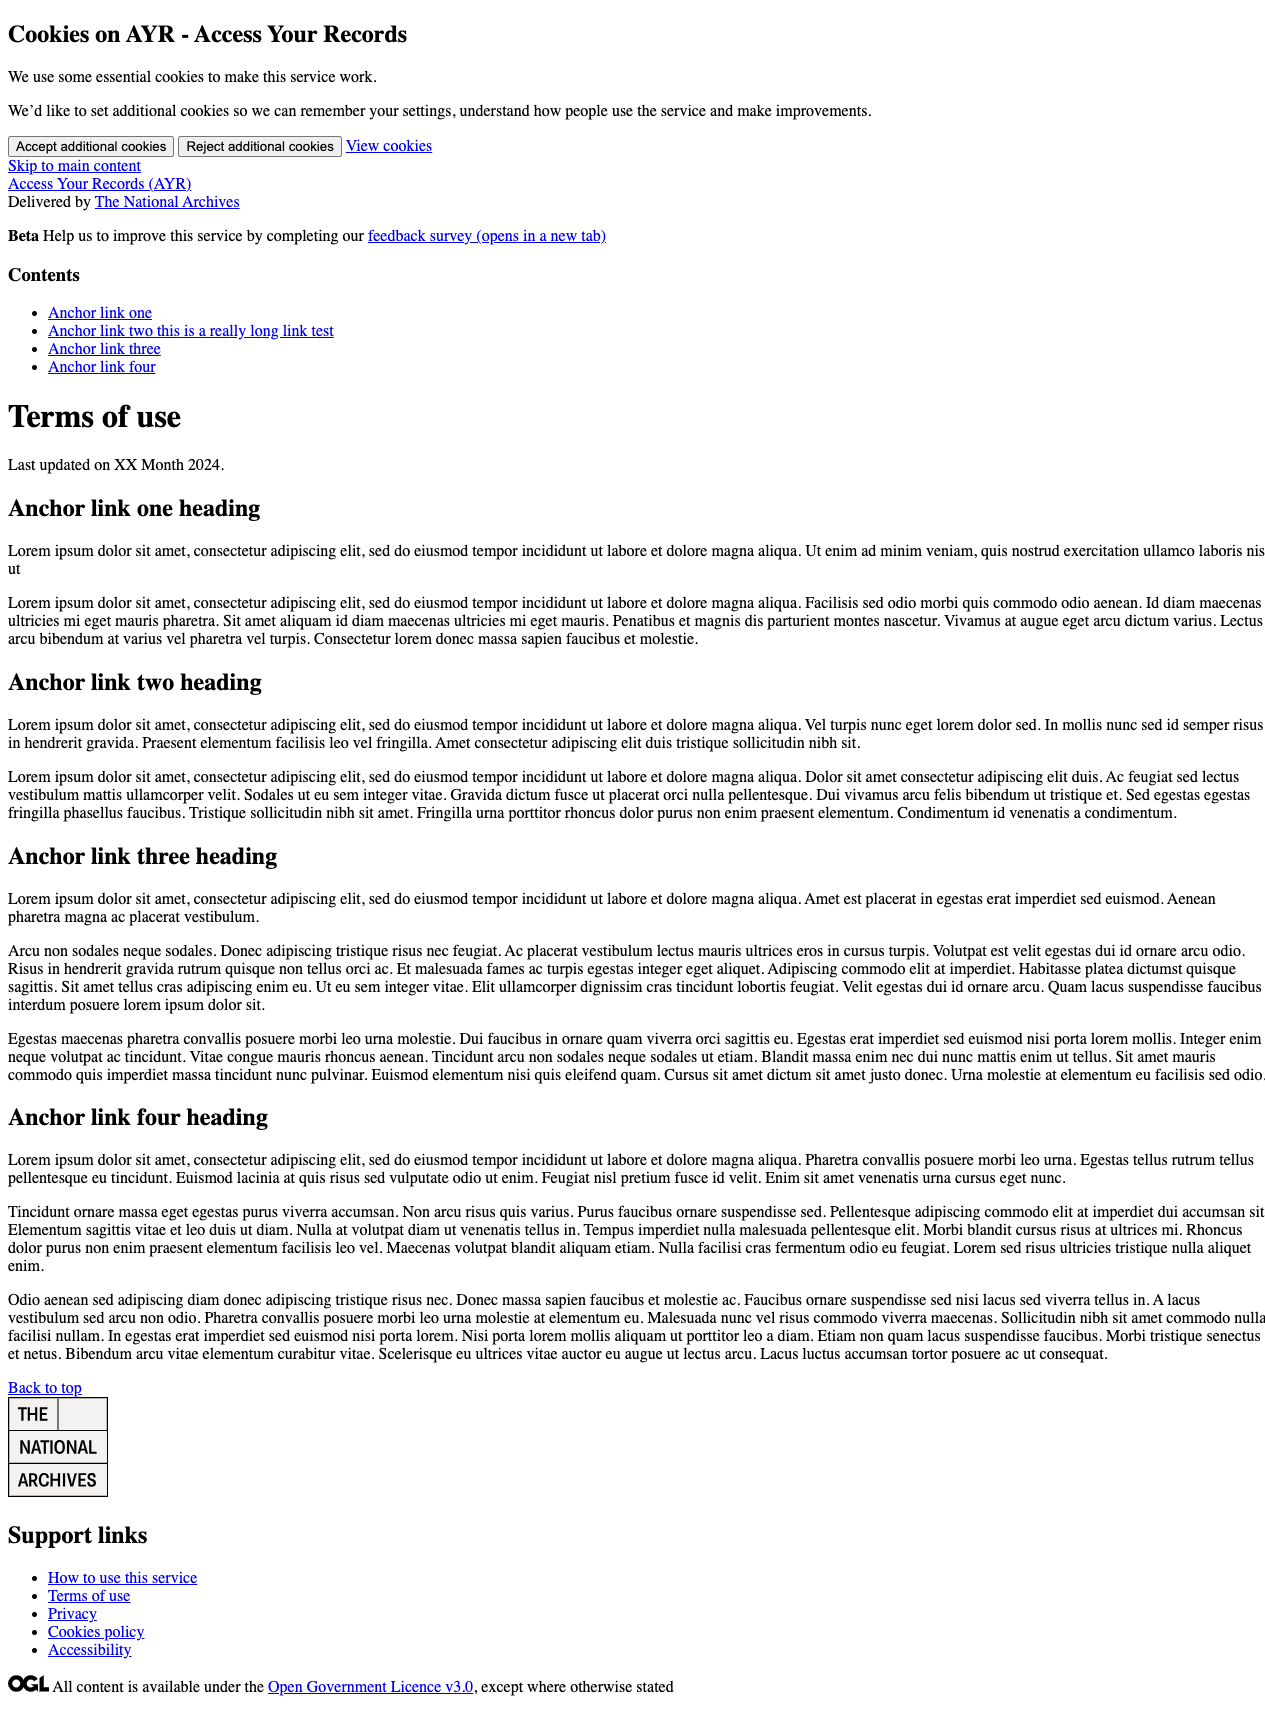 Cookies on AYR - Access Your Records
We use some essential cookies to make this service work.
We’d like to set additional cookies so we can remember your settings, understand how people use the service and make improvements.
Accept additional cookies Reject additional cookies View cookies
Skip to main content
Access Your Records (AYR)
Delivered by The National Archives
Beta Help us to improve this service by completing our feedback survey (opens in a new tab)
Contents
• Anchor link one
• Anchor link two this is a really long link test
• Anchor link three
• Anchor link four
Terms of use
Last updated on XX Month 2024.
Anchor link one heading
Lorem ipsum dolor sit amet, consectetur adipiscing elit, sed do eiusmod tempor incididunt ut labore et dolore magna aliqua. Ut enim ad minim veniam, quis nostrud exercitation ullamco laboris nis
ut
Lorem ipsum dolor sit amet, consectetur adipiscing elit, sed do eiusmod tempor incididunt ut labore et dolore magna aliqua. Facilisis sed odio morbi quis commodo odio aenean. Id diam maecenas
ultricies mi eget mauris pharetra. Sit amet aliquam id diam maecenas ultricies mi eget mauris. Penatibus et magnis dis parturient montes nascetur. Vivamus at augue eget arcu dictum varius. Lectus
arcu bibendum at varius vel pharetra vel turpis. Consectetur lorem donec massa sapien faucibus et molestie.
Anchor link two heading
Lorem ipsum dolor sit amet, consectetur adipiscing elit, sed do eiusmod tempor incididunt ut labore et dolore magna aliqua. Vel turpis nunc eget lorem dolor sed. In mollis nunc sed id semper risus
in hendrerit gravida. Praesent elementum facilisis leo vel fringilla. Amet consectetur adipiscing elit duis tristique sollicitudin nibh sit.
Lorem ipsum dolor sit amet, consectetur adipiscing elit, sed do eiusmod tempor incididunt ut labore et dolore magna aliqua. Dolor sit amet consectetur adipiscing elit duis. Ac feugiat sed lectus
vestibulum mattis ullamcorper velit. Sodales ut eu sem integer vitae. Gravida dictum fusce ut placerat orci nulla pellentesque. Dui vivamus arcu felis bibendum ut tristique et. Sed egestas egestas
fringilla phasellus faucibus. Tristique sollicitudin nibh sit amet. Fringilla urna porttitor rhoncus dolor purus non enim praesent elementum. Condimentum id venenatis a condimentum.
Anchor link three heading
Lorem ipsum dolor sit amet, consectetur adipiscing elit, sed do eiusmod tempor incididunt ut labore et dolore magna aliqua. Amet est placerat in egestas erat imperdiet sed euismod. Aenean
pharetra magna ac placerat vestibulum.
Arcu non sodales neque sodales. Donec adipiscing tristique risus nec feugiat. Ac placerat vestibulum lectus mauris ultrices eros in cursus turpis. Volutpat est velit egestas dui id ornare arcu odio.
Risus in hendrerit gravida rutrum quisque non tellus orci ac. Et malesuada fames ac turpis egestas integer eget aliquet. Adipiscing commodo elit at imperdiet. Habitasse platea dictumst quisque
sagittis. Sit amet tellus cras adipiscing enim eu. Ut eu sem integer vitae. Elit ullamcorper dignissim cras tincidunt lobortis feugiat. Velit egestas dui id ornare arcu. Quam lacus suspendisse faucibus
interdum posuere lorem ipsum dolor sit.
Egestas maecenas pharetra convallis posuere morbi leo urna molestie. Dui faucibus in ornare quam viverra orci sagittis eu. Egestas erat imperdiet sed euismod nisi porta lorem mollis. Integer enim
neque volutpat ac tincidunt. Vitae congue mauris rhoncus aenean. Tincidunt arcu non sodales neque sodales ut etiam. Blandit massa enim nec dui nunc mattis enim ut tellus. Sit amet mauris
commodo quis imperdiet massa tincidunt nunc pulvinar. Euismod elementum nisi quis eleifend quam. Cursus sit amet dictum sit amet justo donec. Urna molestie at elementum eu facilisis sed odio.
Anchor link four heading
Lorem ipsum dolor sit amet, consectetur adipiscing elit, sed do eiusmod tempor incididunt ut labore et dolore magna aliqua. Pharetra convallis posuere morbi leo urna. Egestas tellus rutrum tellus
pellentesque eu tincidunt. Euismod lacinia at quis risus sed vulputate odio ut enim. Feugiat nisl pretium fusce id velit. Enim sit amet venenatis urna cursus eget nunc.
Tincidunt ornare massa eget egestas purus viverra accumsan. Non arcu risus quis varius. Purus faucibus ornare suspendisse sed. Pellentesque adipiscing commodo elit at imperdiet dui accumsan sit
Elementum sagittis vitae et leo duis ut diam. Nulla at volutpat diam ut venenatis tellus in. Tempus imperdiet nulla malesuada pellentesque elit. Morbi blandit cursus risus at ultrices mi. Rhoncus
dolor purus non enim praesent elementum facilisis leo vel. Maecenas volutpat blandit aliquam etiam. Nulla facilisi cras fermentum odio eu feugiat. Lorem sed risus ultricies tristique nulla aliquet
enim.
Odio aenean sed adipiscing diam donec adipiscing tristique risus nec. Donec massa sapien faucibus et molestie ac. Faucibus ornare suspendisse sed nisi lacus sed viverra tellus in. A lacus
vestibulum sed arcu non odio. Pharetra convallis posuere morbi leo urna molestie at elementum eu. Malesuada nunc vel risus commodo viverra maecenas. Sollicitudin nibh sit amet commodo nulla
facilisi nullam. In egestas erat imperdiet sed euismod nisi porta lorem. Nisi porta lorem mollis aliquam ut porttitor leo a diam. Etiam non quam lacus suspendisse faucibus. Morbi tristique senectus
et netus. Bibendum arcu vitae elementum curabitur vitae. Scelerisque eu ultrices vitae auctor eu augue ut lectus arcu. Lacus luctus accumsan tortor posuere ac ut consequat.
Back to top
THE
NATIONAL
ARCHIVES
Support links
• How to use this service
• Terms of use
• Privacy
• Cookies policy
• Accessibility
OGL All content is available under the Open Government Licence v3.0, except where otherwise stated